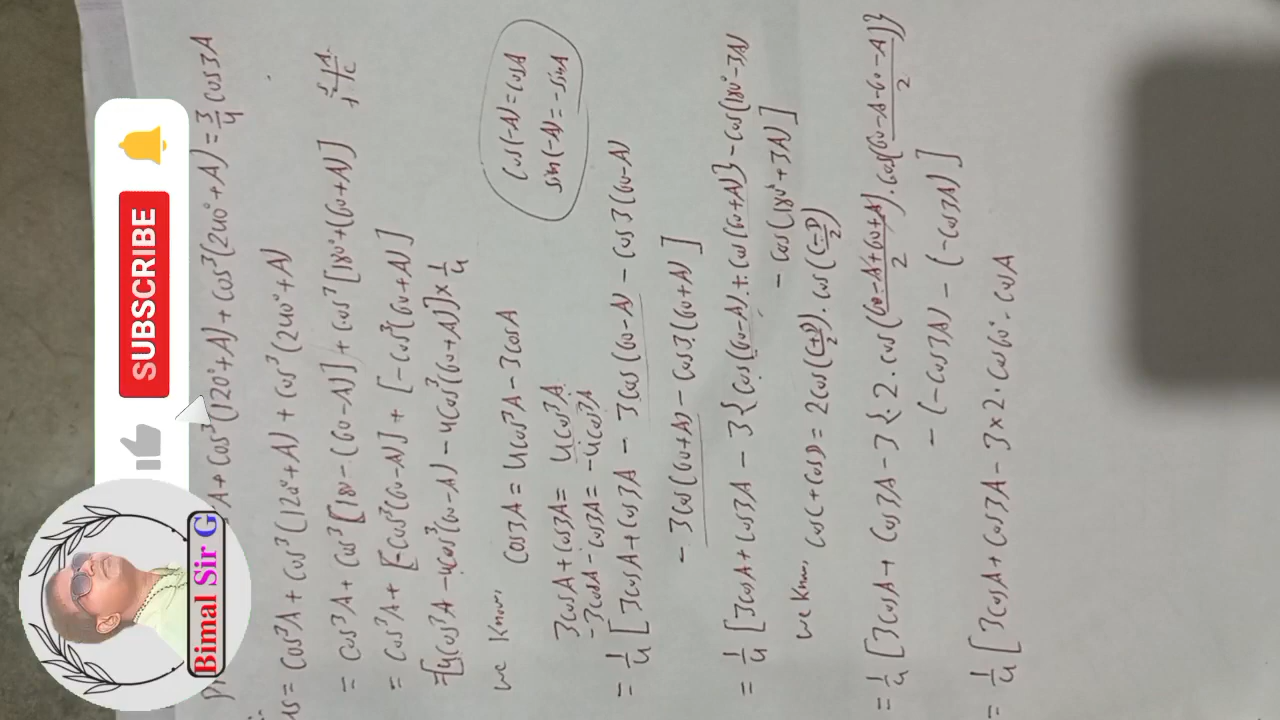 A + Cos³(120°+A) + Cos³(240°+A) = 3/4 Cos3A
= Cos³A + Cos³(120°+A) + Cos³(240°+A)
= Cos³A + Cos³[180-(60-A)] + Cos³[180°+(60+A)]
= Cos³A + [-Cos³(60-A)] + [-Cos³(60+A)]
=[4Cos³A - 4Cos³(60-A) - 4Cos³(60+A)] × 1/4
we know, Cos3A = 4Cos³A - 3CosA
Cos(-A) = CosA
sin(-A) = -sinA
3CosA + Cos3A = 4Cos³A
-3CosA - Cos3A = -4Cos³A
= 1/4 [3CosA + Cos3A - 3Cos(60-A) - Cos3(60-A)
- 3Cos(60+A) - Cos3(60+A)]
= 1/4 [3CosA + Cos3A - 3{Cos(60-A) + Cos(60+A)} - Cos(180°-3A)
- Cos(180°+3A)]
we know, CosC + CosD = 2Cos(C+D/2) . Cos(C-D/2)
= 1/4 [3CosA + Cos3A - 3{2.Cos(60-A+60+A/2).Cos(60-A-60-A/2)}
- (-Cos3A) - (-Cos3A)]
= 1/4 [3CosA + Cos3A - 3×2.Cos60°.CosA
SUBSCRIBE
Bimal Sir G